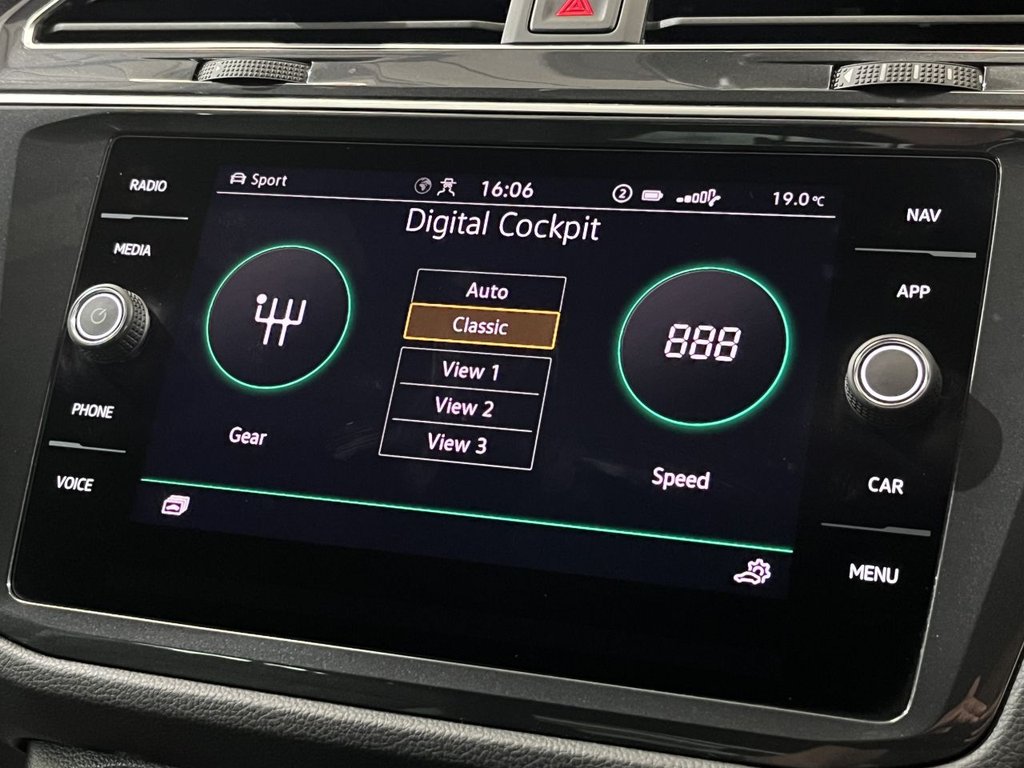 RADIO
MEDIA
PHONE
VOICE
Sport
16:06
2
19.0°C
Digital Cockpit
Auto
Classic
View 1
View 2
View 3
Gear
888
Speed
NAV
APP
CAR
MENU